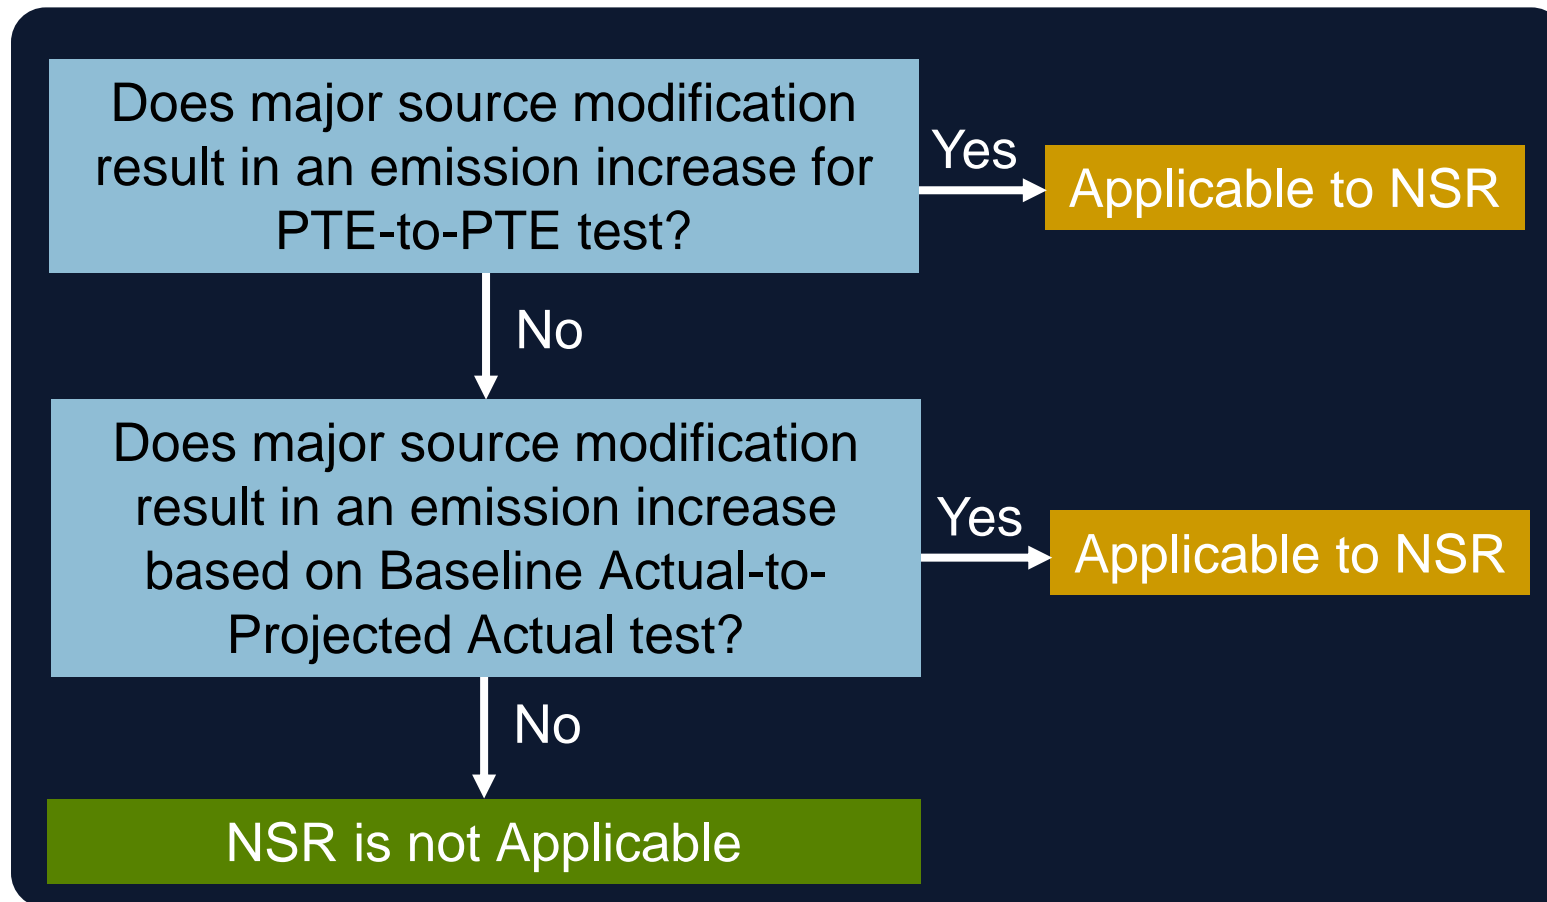 Does major source modification
result in an emission increase for
PTE-to-PTE test?
Yes
Applicable to NSR
No
Does major source modification
result in an emission increase
based on Baseline Actual-to-
Projected Actual test?
Yes
Applicable to NSR
No
NSR is not Applicable